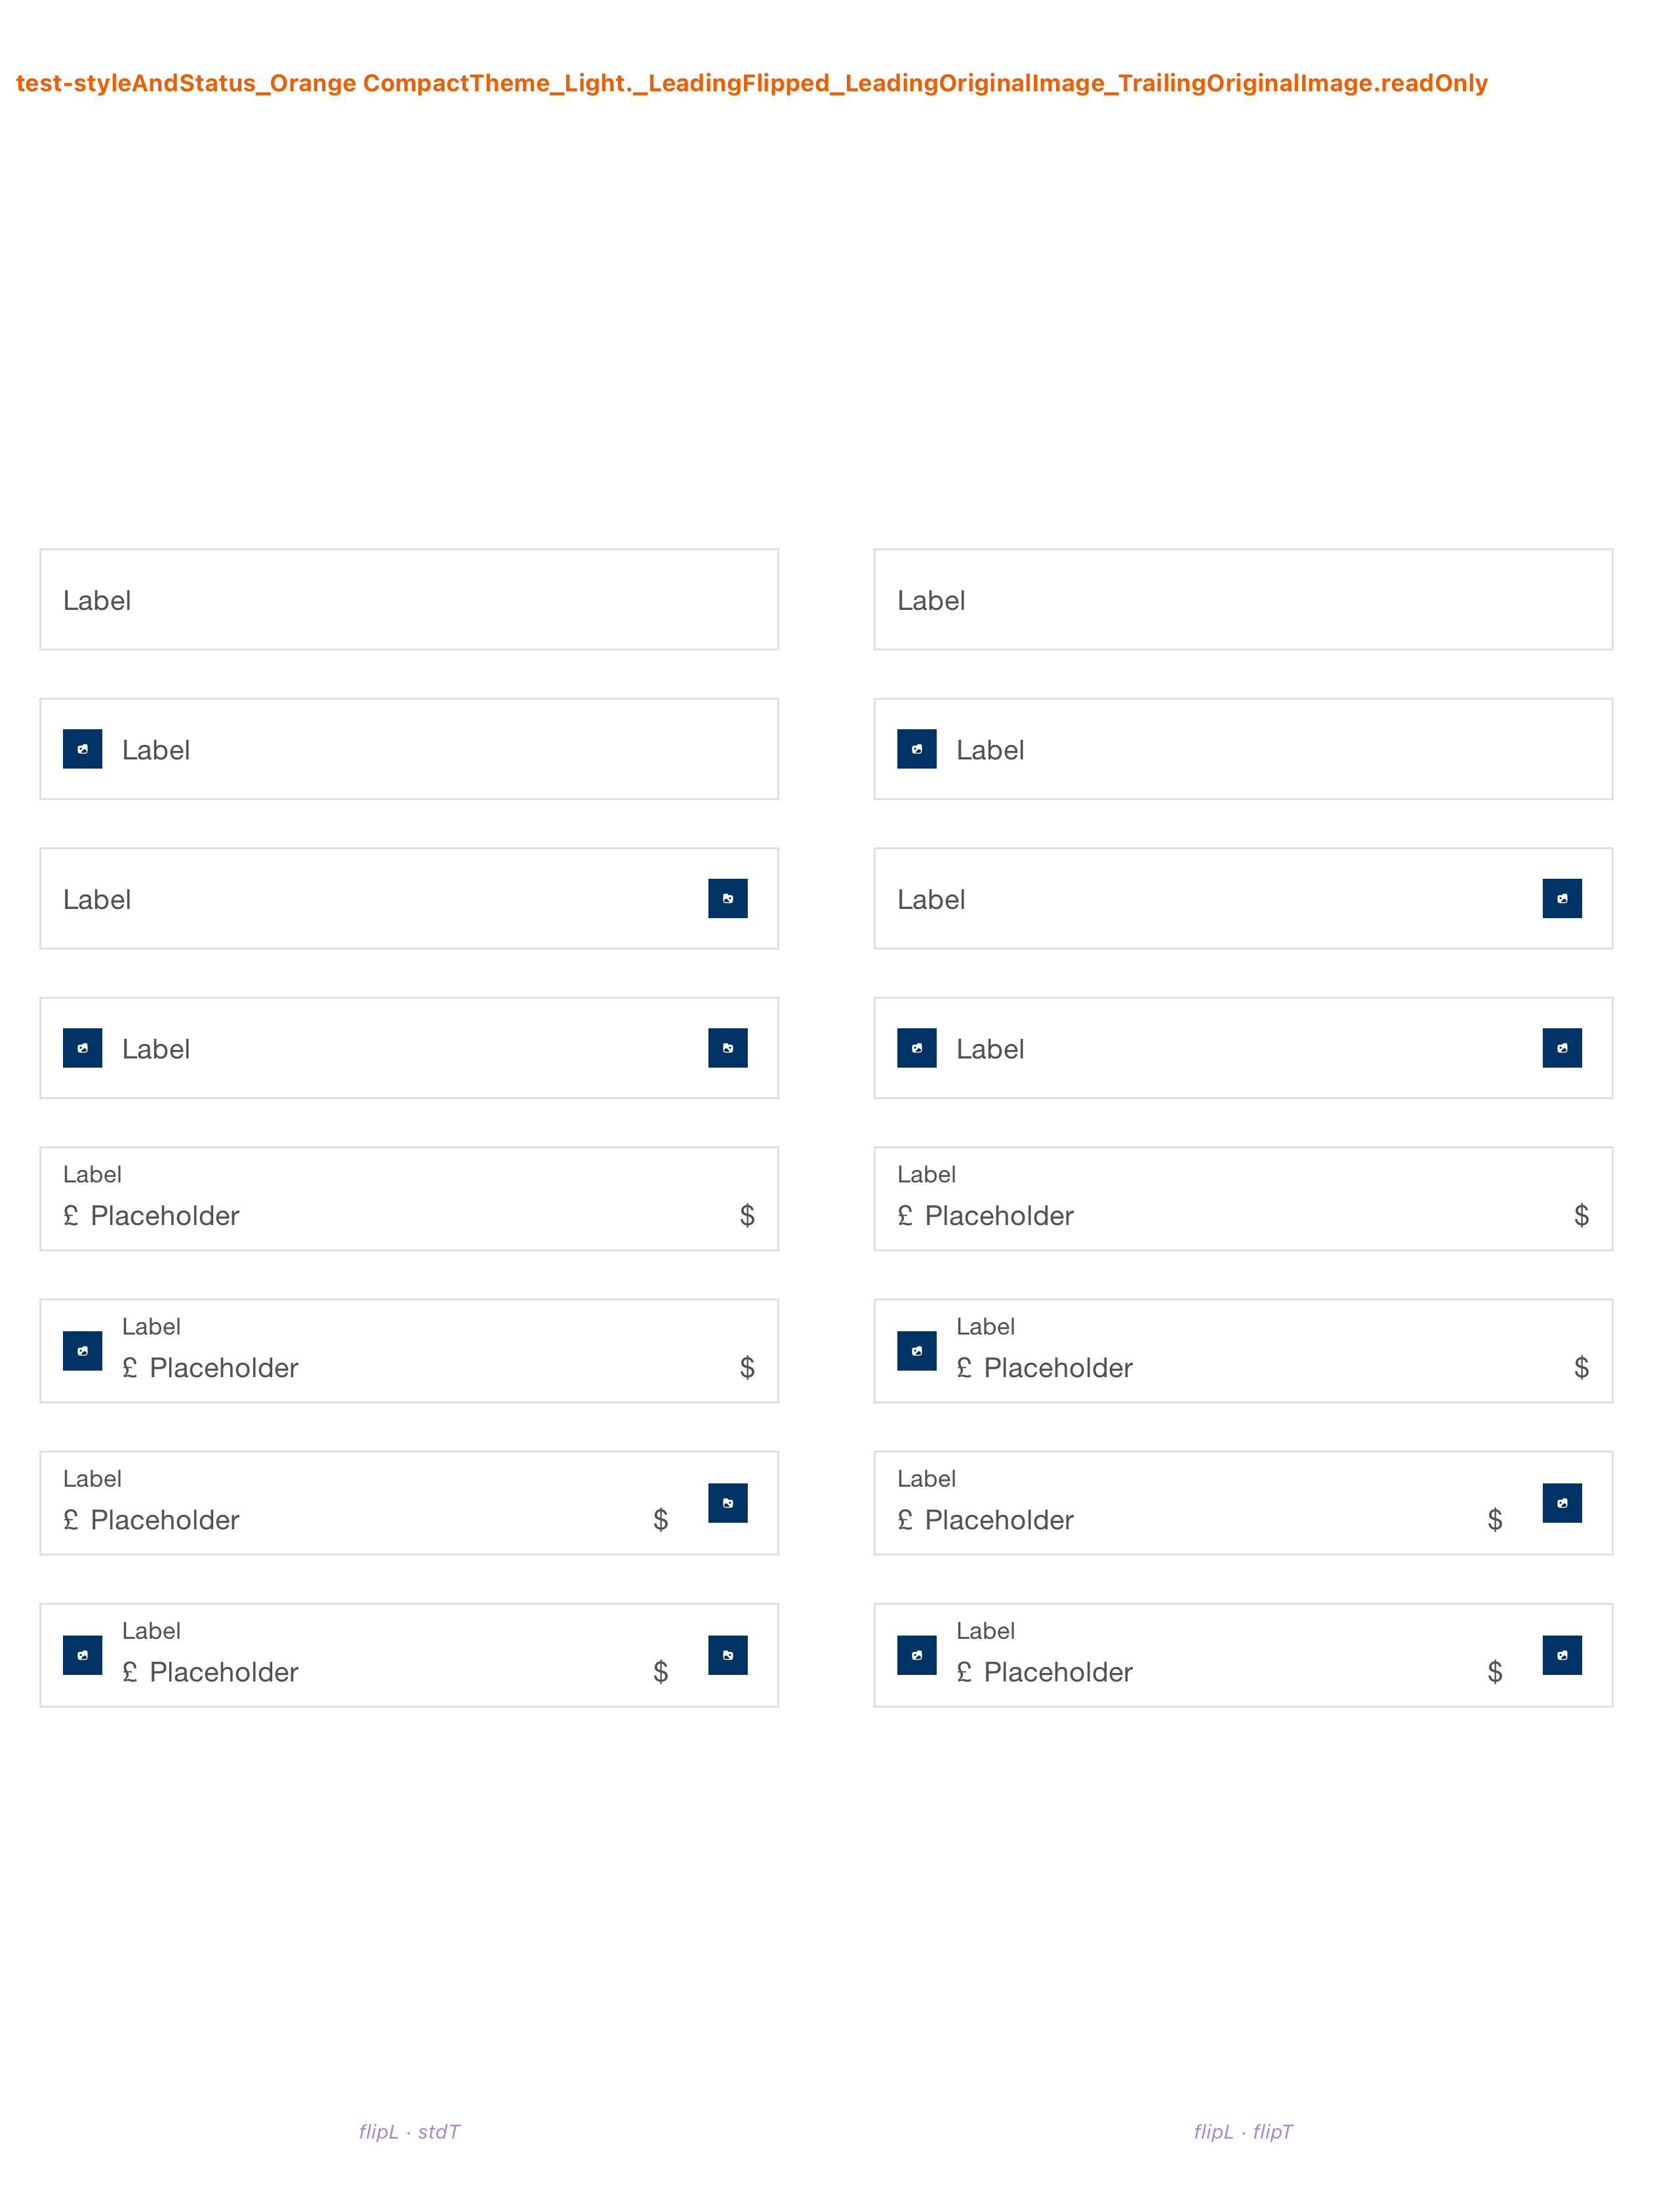 test-styleAndStatus_Orange CompactTheme_Light._LeadingFlipped_LeadingOriginalImage_TrailingOriginalImage.readOnly
Label
Label
Label
Label
Label
£ Placeholder $
Label
£ Placeholder $
Label
£ Placeholder $
Label
£ Placeholder $
flipL · stdT
Label
Label
Label
Label
Label
£ Placeholder $
Label
£ Placeholder $
Label
£ Placeholder $
Label
£ Placeholder $
flipL · flipT